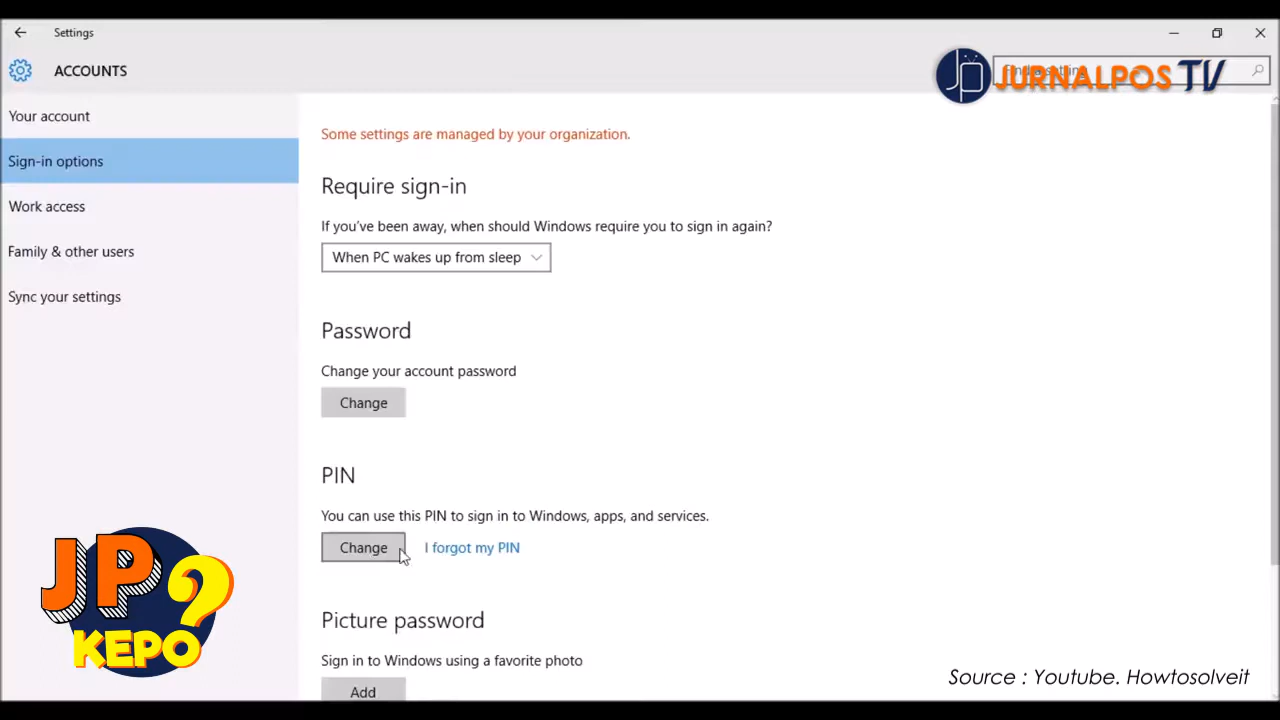 Settings
ACCOUNTS
JURNALPOS TV
Your account
Sign-in options
Work access
Family & other users
Sync your settings
Some settings are managed by your organization.
Require sign-in
If you've been away, when should Windows require you to sign in again?
When PC wakes up from sleep
Password
Change your account password
Change
PIN
You can use this PIN to sign in to Windows, apps, and services.
Change I forgot my PIN
Picture password
Sign in to Windows using a favorite photo
Add
JP?
KEPO
Source : Youtube. Howtosolveit